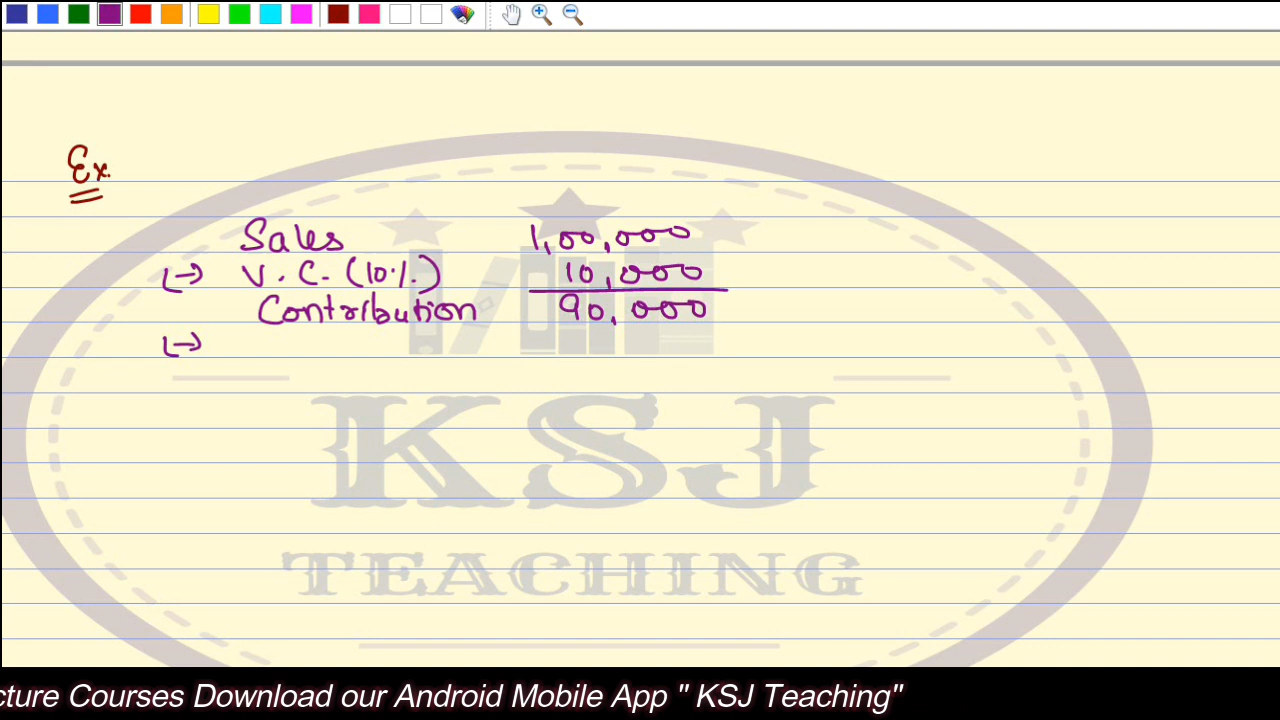 Ex.
Sales 1,00,000
(-) V.C. (10%) 10,000
Contribution 90,000
(-)
KSJ
TEACHING
cture Courses Download our Android Mobile App " KSJ Teaching"